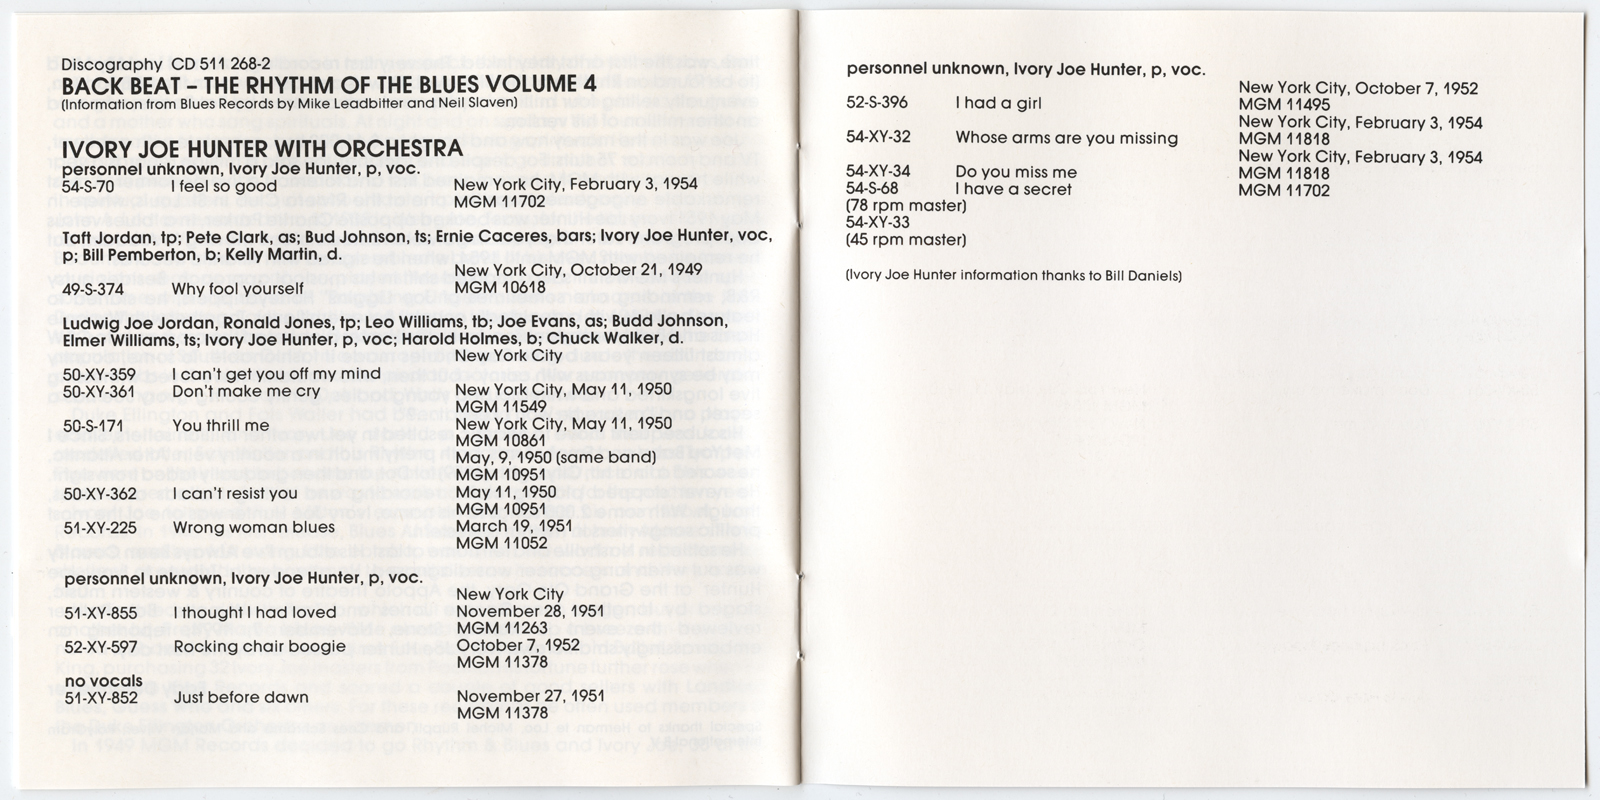 Discography CD 511 268-2
BACK BEAT – THE RHYTHM OF THE BLUES VOLUME 4
(Information from Blues Records by Mike Leadbitter and Neil Slaven)
IVORY JOE HUNTER WITH ORCHESTRA
personnel unknown, Ivory Joe Hunter, p, voc.
54-S-70 I feel so good New York City, February 3, 1954
MGM 11702
Taft Jordan, tp; Pete Clark, as; Bud Johnson, ts; Ernie Caceres, bars; Ivory Joe Hunter, voc,
p; Bill Pemberton, b; Kelly Martin, d.
New York City, October 21, 1949
49-S-374 Why fool yourself MGM 10618
Ludwig Joe Jordan, Ronald Jones, tp; Leo Williams, tb; Joe Evans, as; Budd Johnson,
Elmer Williams, ts; Ivory Joe Hunter, p, voc; Harold Holmes, b; Chuck Walker, d.
New York City
50-XY-359 I can't get you off my mind
50-XY-361 Don't make me cry New York City, May 11, 1950
MGM 11549
50-S-171 You thrill me New York City, May 11, 1950
MGM 10861
May, 9, 1950 (same band)
MGM 10951
50-XY-362 I can't resist you May 11, 1950
MGM 10951
51-XY-225 Wrong woman blues March 19, 1951
MGM 11052
personnel unknown, Ivory Joe Hunter, p, voc.
New York City
51-XY-855 I thought I had loved November 28, 1951
MGM 11263
52-XY-597 Rocking chair boogie October 7, 1952
MGM 11378
no vocals
51-XY-852 Just before dawn November 27, 1951
MGM 11378
personnel unknown, Ivory Joe Hunter, p, voc.
New York City, October 7, 1952
52-S-396 I had a girl MGM 11495
New York City, February 3, 1954
54-XY-32 Whose arms are you missing MGM 11818
New York City, February 3, 1954
54-XY-34 Do you miss me MGM 11818
54-S-68 I have a secret MGM 11702
(78 rpm master)
54-XY-33
(45 rpm master)
(Ivory Joe Hunter information thanks to Bill Daniels)